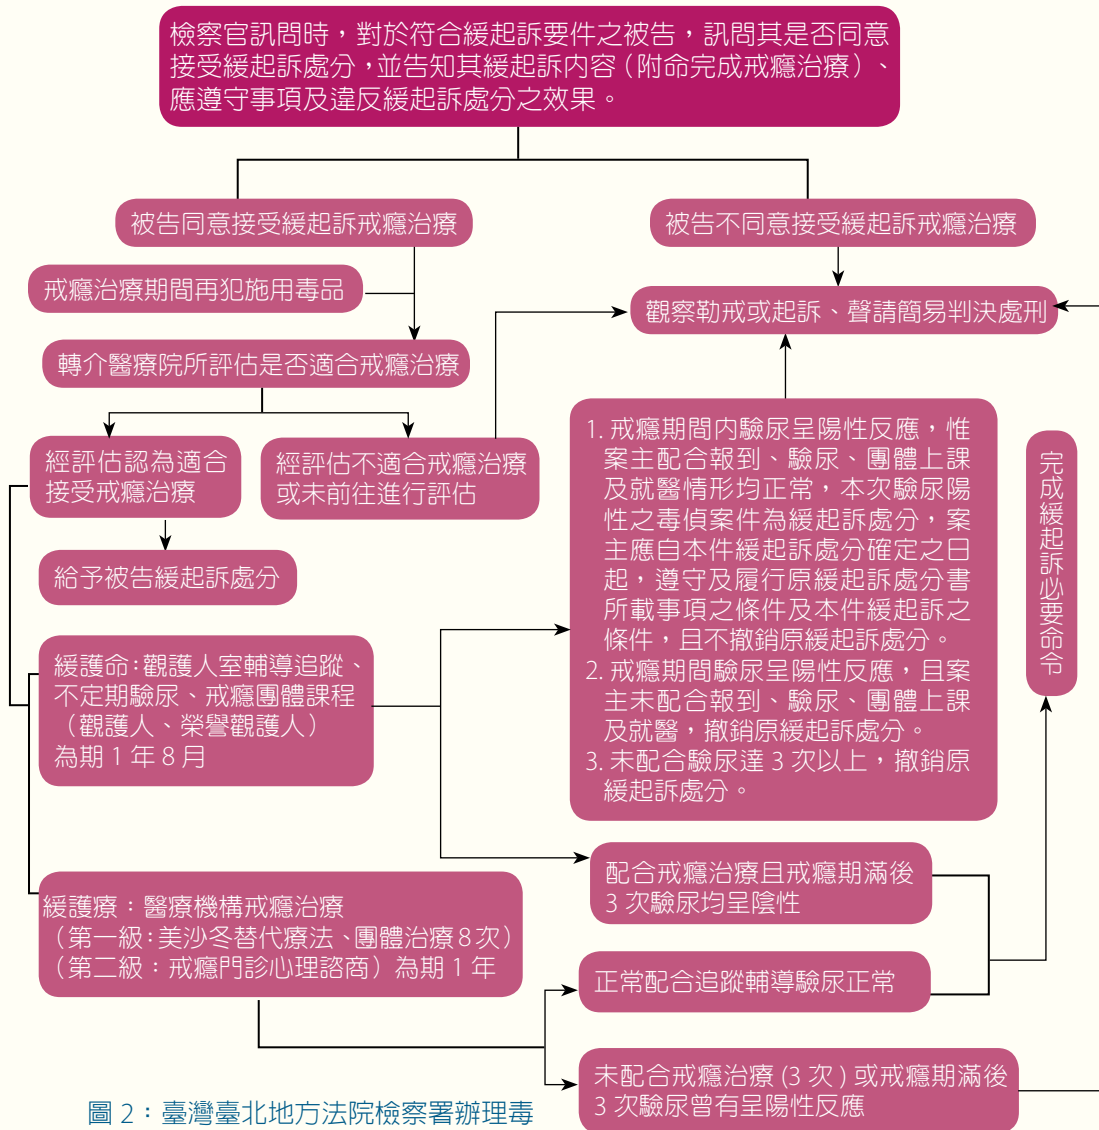 檢察官訊問時，對於符合緩起訴要件之被告，訊問其是否同意
接受緩起訴處分，並告知其緩起訴內容（附命完成戒癮治療）、
應遵守事項及違反緩起訴處分之效果。
被告同意接受緩起訴戒癮治療
被告不同意接受緩起訴戒癮治療
戒癮治療期間再犯施用毒品
觀察勒戒或起訴、聲請簡易判決處刑
轉介醫療院所評估是否適合戒癮治療
經評估認為適合
接受戒癮治療
經評估不適合戒癮治療
或未前往進行評估
給予被告緩起訴處分
1. 戒癮期間內驗尿呈陽性反應，惟
案主配合報到、驗尿、團體上課
及就醫情形均正常，本次驗尿陽
性之毒偵案件為緩起訴處分，案
主應自本件緩起訴處分確定之日
起，遵守及履行原緩起訴處分書
所載事項之條件及本件緩起訴之
條件，且不撤銷原緩起訴處分。
2. 戒癮期間驗尿呈陽性反應，且案
主未配合報到、驗尿、團體上課
及就醫，撤銷原緩起訴處分。
3. 未配合驗尿達 3 次以上，撤銷原
緩起訴處分。
完成緩起訴必要命令
緩護命：觀護人室輔導追蹤、
不定期驗尿、戒癮團體課程
（觀護人、榮譽觀護人）
為期 1 年 8 月
緩護療：醫療機構戒癮治療
（第一級：美沙冬替代療法、團體治療 8 次）
（第二級：戒癮門診心理諮商）為期 1 年
配合戒癮治療且戒癮期滿後
3 次驗尿均呈陰性
正常配合追蹤輔導驗尿正常
未配合戒癮治療 (3 次 ) 或戒癮期滿後
3 次驗尿曾有呈陽性反應
圖 2：臺灣臺北地方法院檢察署辦理毒